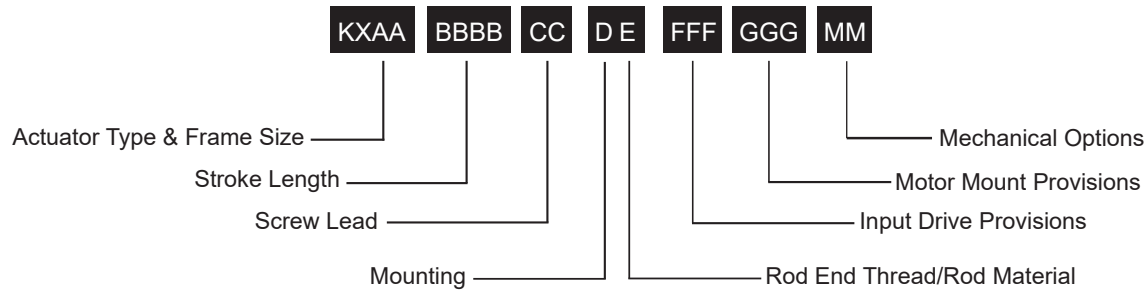 KXAA BBBB CC D E FFF GGG MM
Actuator Type & Frame Size
Mechanical Options
Stroke Length
Motor Mount Provisions
Screw Lead
Input Drive Provisions
Mounting
Rod End Thread/Rod Material